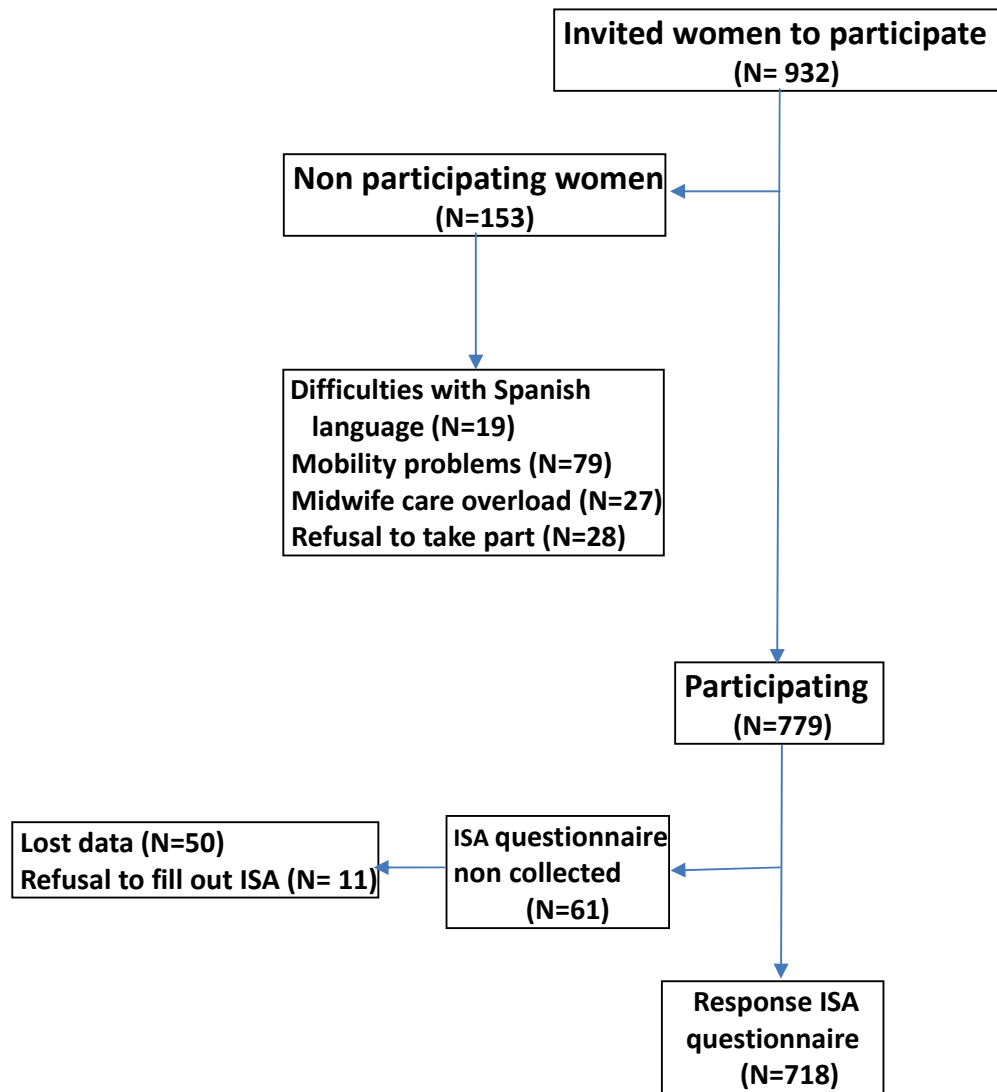 Invited women to participate
(N= 932)
Non participating women
(N=153)
Difficulties with Spanish
language (N=19)
Mobility problems (N=79)
Midwife care overload (N=27)
Refusal to take part (N=28)
Participating
(N=779)
Lost data (N=50)
Refusal to fill out ISA (N= 11)
ISA questionnaire
non collected
(N=61)
Response ISA
questionnaire
(N=718)